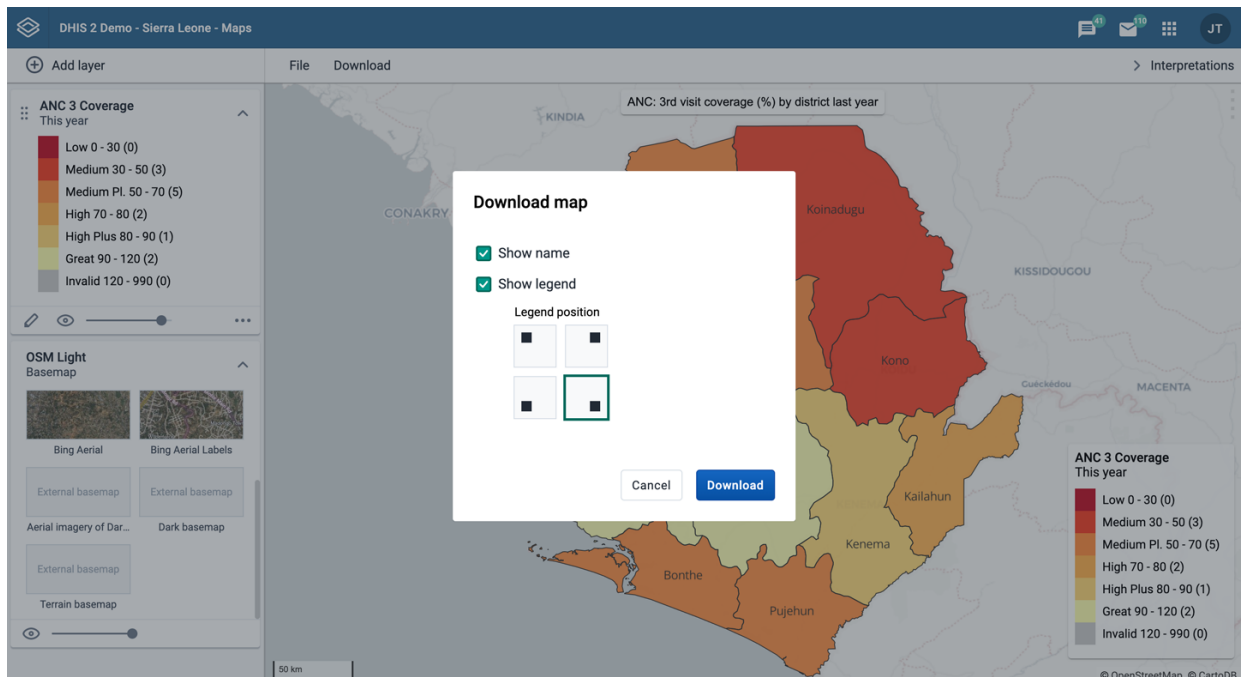 DHIS 2 Demo - Sierra Leone - Maps
41
110
JT
Add layer
File
Download
Interpretations
ANC 3 Coverage
This year
Low 0 - 30 (0)
Medium 30 - 50 (3)
Medium Pl. 50 - 70 (5)
High 70 - 80 (2)
High Plus 80 - 90 (1)
Great 90 - 120 (2)
Invalid 120 - 990 (0)
OSM Light
Basemap
Bing Aerial
Bing Aerial Labels
External basemap
External basemap
Aerial imagery of Dar...
Dark basemap
External basemap
Terrain basemap
ANC: 3rd visit coverage (%) by district last year
KINDIA
CONAKRY
Koinadugu
KISSIDOUGOU
Kono
Guéckédou
MACENTA
Kailahun
Kenema
Bonthe
Pujehun
Download map
Show name
Show legend
Legend position
Cancel
Download
ANC 3 Coverage
This year
Low 0 - 30 (0)
Medium 30 - 50 (3)
Medium Pl. 50 - 70 (5)
High 70 - 80 (2)
High Plus 80 - 90 (1)
Great 90 - 120 (2)
Invalid 120 - 990 (0)
50 km
© OpenStreetMap, © CartoDB